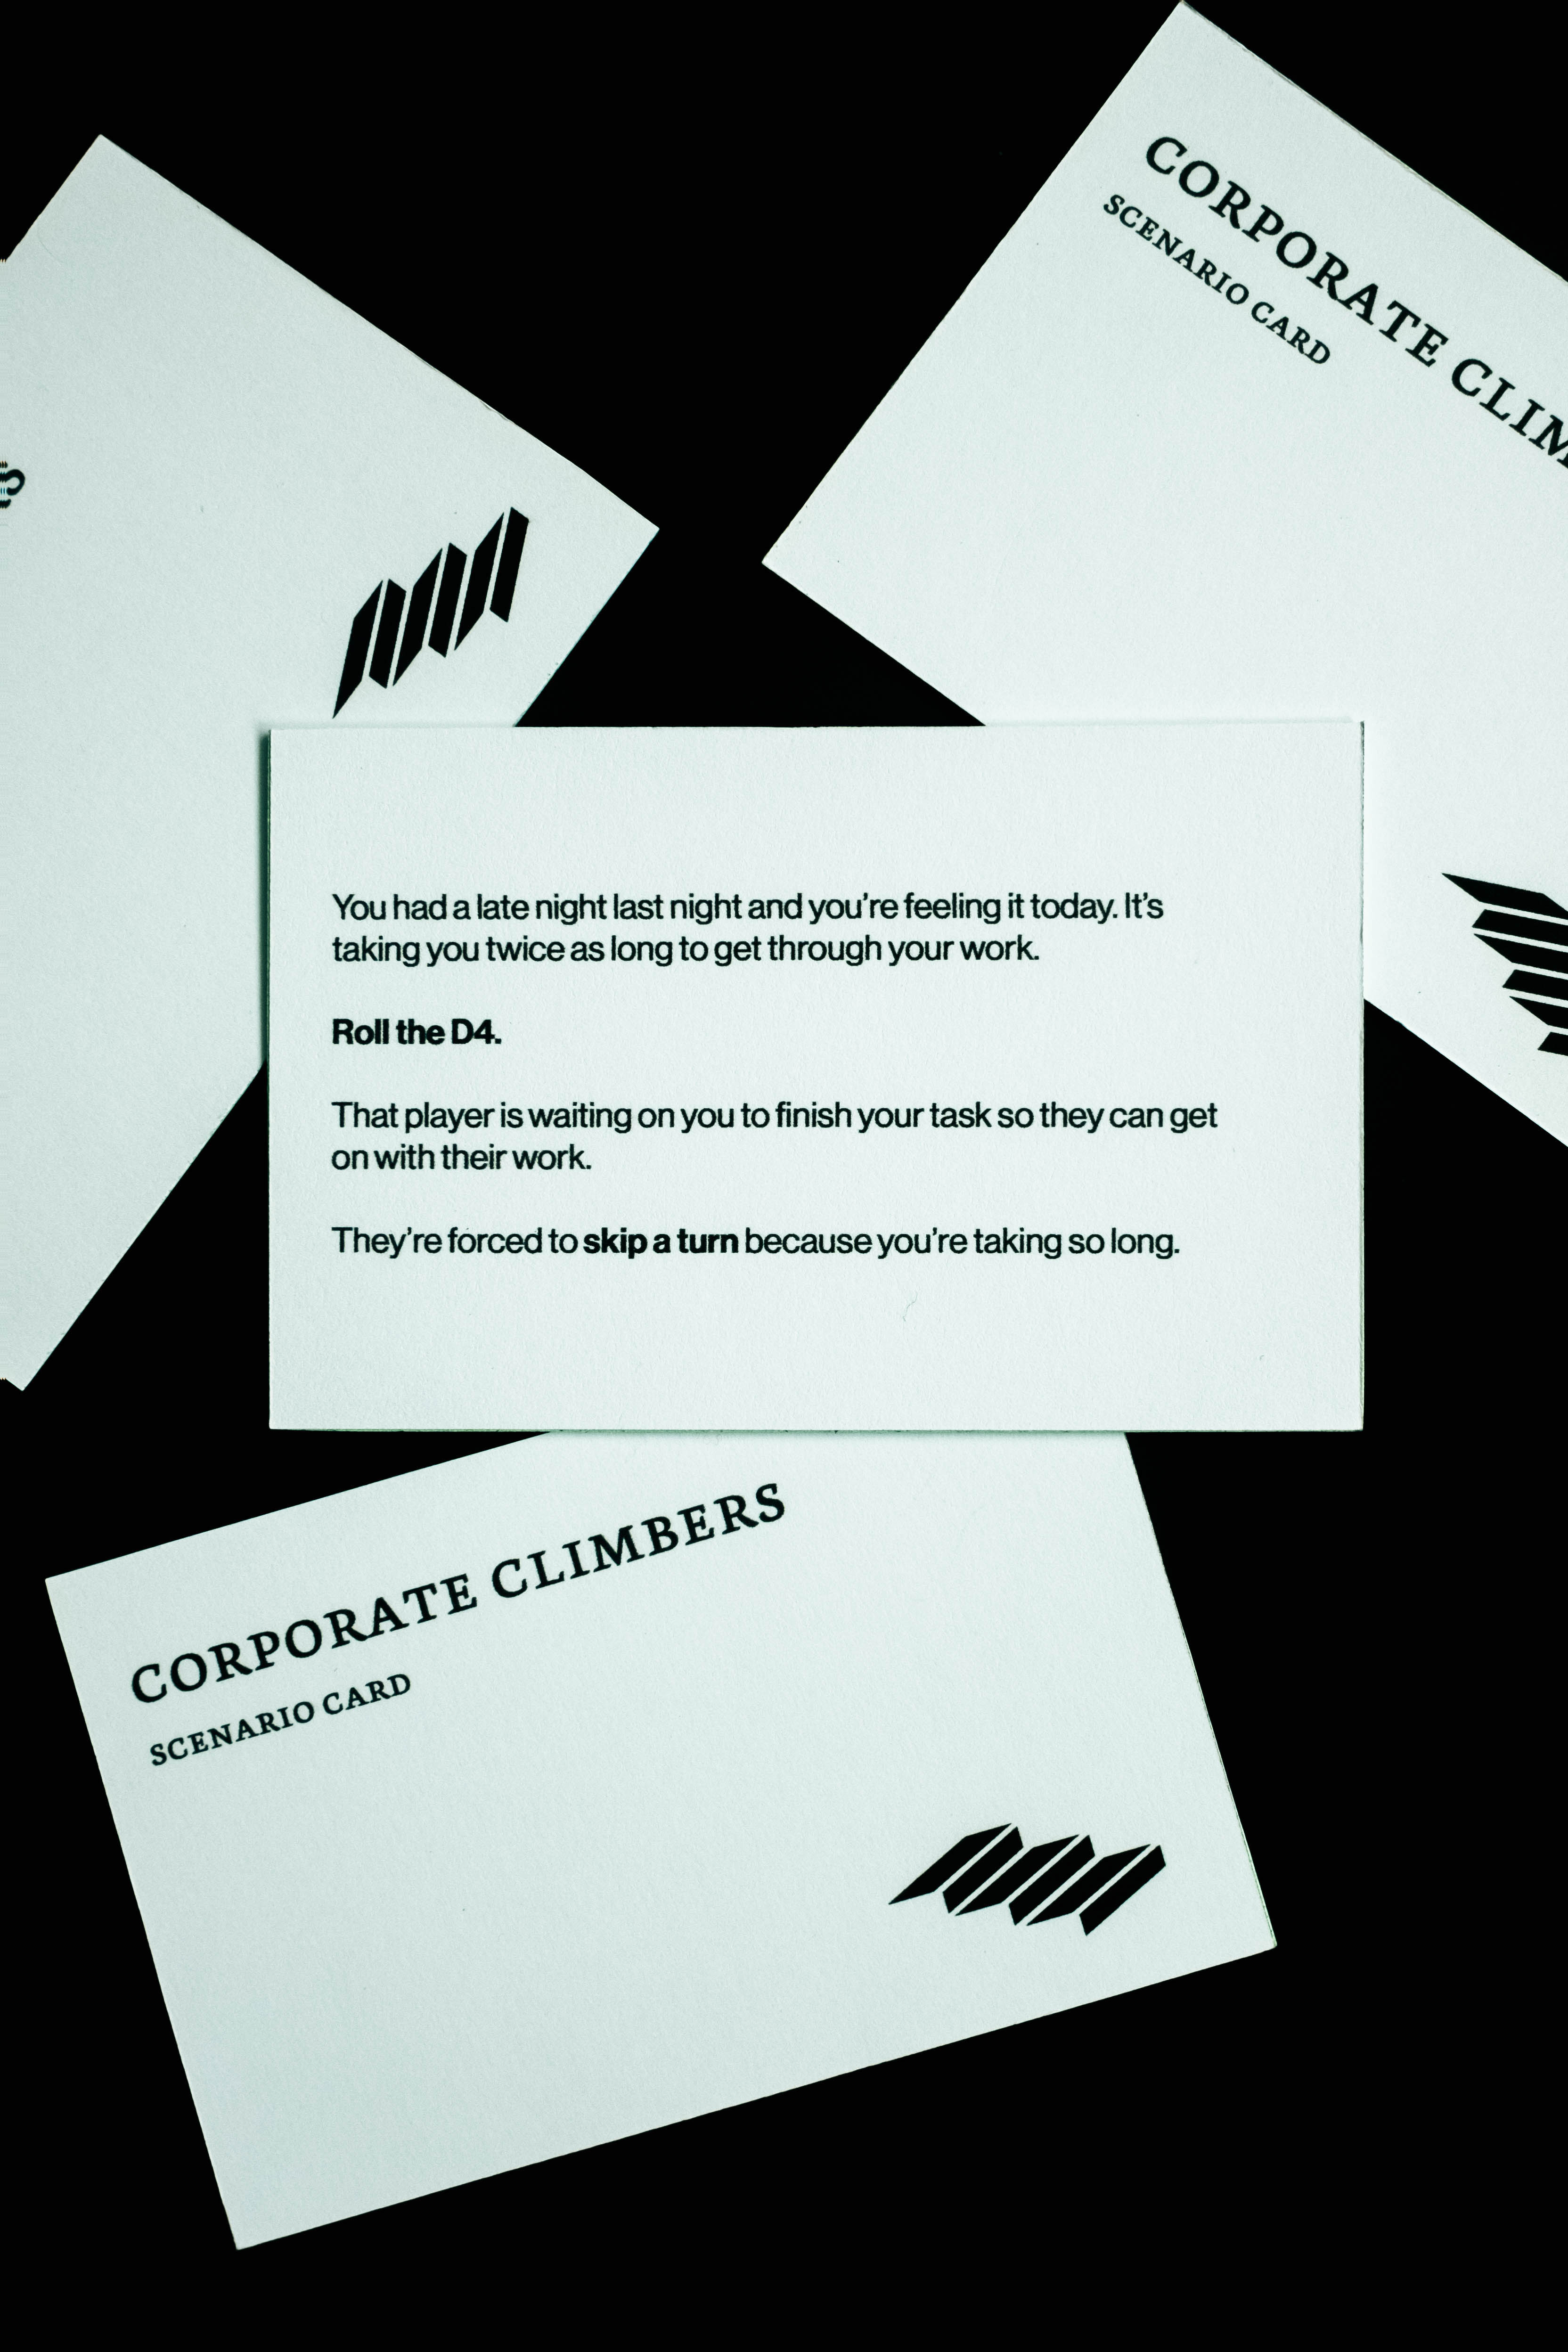 CORPORATE CLIM
SCENARIO CARD
S
You had a late night last night and you’re feeling it today. It’s
taking you twice as long to get through your work.
Roll the D4.
That player is waiting on you to finish your task so they can get
on with their work.
They’re forced to skip a turn because you’re taking so long.
CORPORATE CLIMBERS
SCENARIO CARD